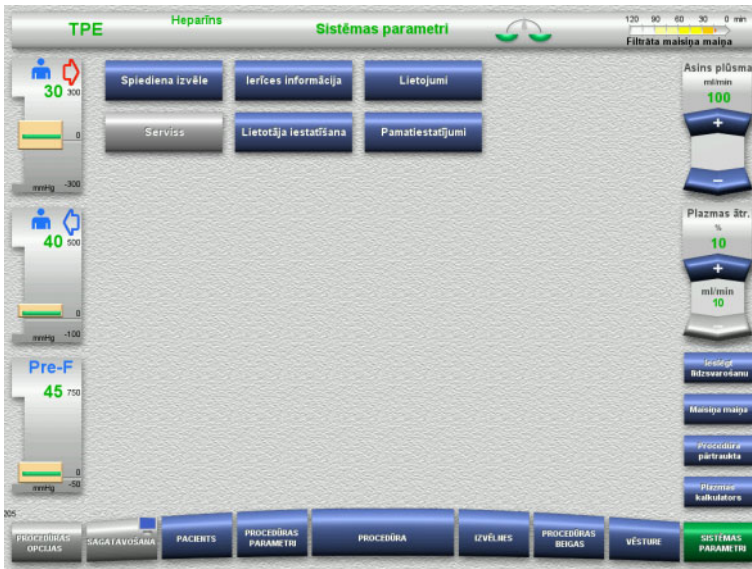 TPE
Heparīns
Sistēmas parametri
120 90 60 30 0 min
Filtrāta maisiņa maiņa
30 300
0
mmHg -300
40 500
0
mmHg -100
Pre-F
45 750
0
mmHg -50
Spiediena izvēle
Ierīces informācija
Lietojumi
Serviss
Lietotāja iestatīšana
Pamatiestatījumi
Asins plūsma
ml/min
100
+
−
Plazmas ātr.
%
10
+
ml/min
10
−
Ieslēgt
līdzsvarošanu
Maisiņa maiņa
Procedūra
pārtraukta
Plazmas
kalkulators
205
PROCEDŪRAS
OPCIJAS
SAGATAVOŠANA
PACIENTS
PROCEDŪRAS
PARAMETRI
PROCEDŪRA
IZVĒLNES
PROCEDŪRAS
BEIGAS
VĒSTURE
SISTĒMAS
PARAMETRI